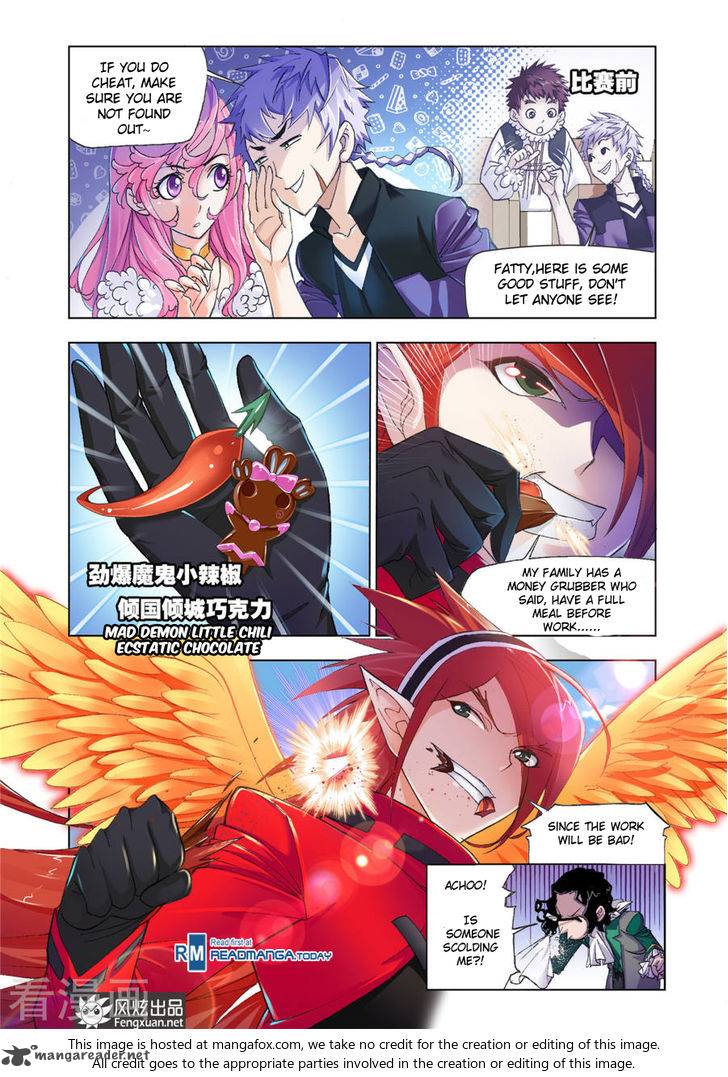 IF YOU DO
CHEAT, MAKE
SURE YOU ARE
NOT FOUND
OUT~
比赛前
FATTY,HERE IS SOME
GOOD STUFF, DON'T
LET ANYONE SEE!
劲爆魔鬼小辣椒
倾国倾城巧克力
MAD DEMON LITTLE CHILI
ECSTATIC CHOCOLATE
MY FAMILY HAS A
MONEY GRUBBER WHO
SAID, HAVE A FULL
MEAL BEFORE
WORK......
SINCE THE WORK
WILL BE BAD!
ACHOO!
IS
SOMEONE
SCOLDING
ME?!
RM
Read first at
READMANGA.TODAY
看漫画
风炫出品
Fengxuan.net
This image is hosted at mangafox.com, we take no credit for the creation or editing of this image.
All credit goes to the appropriate parties involved in the creation or editing of this image.
mangareader.net